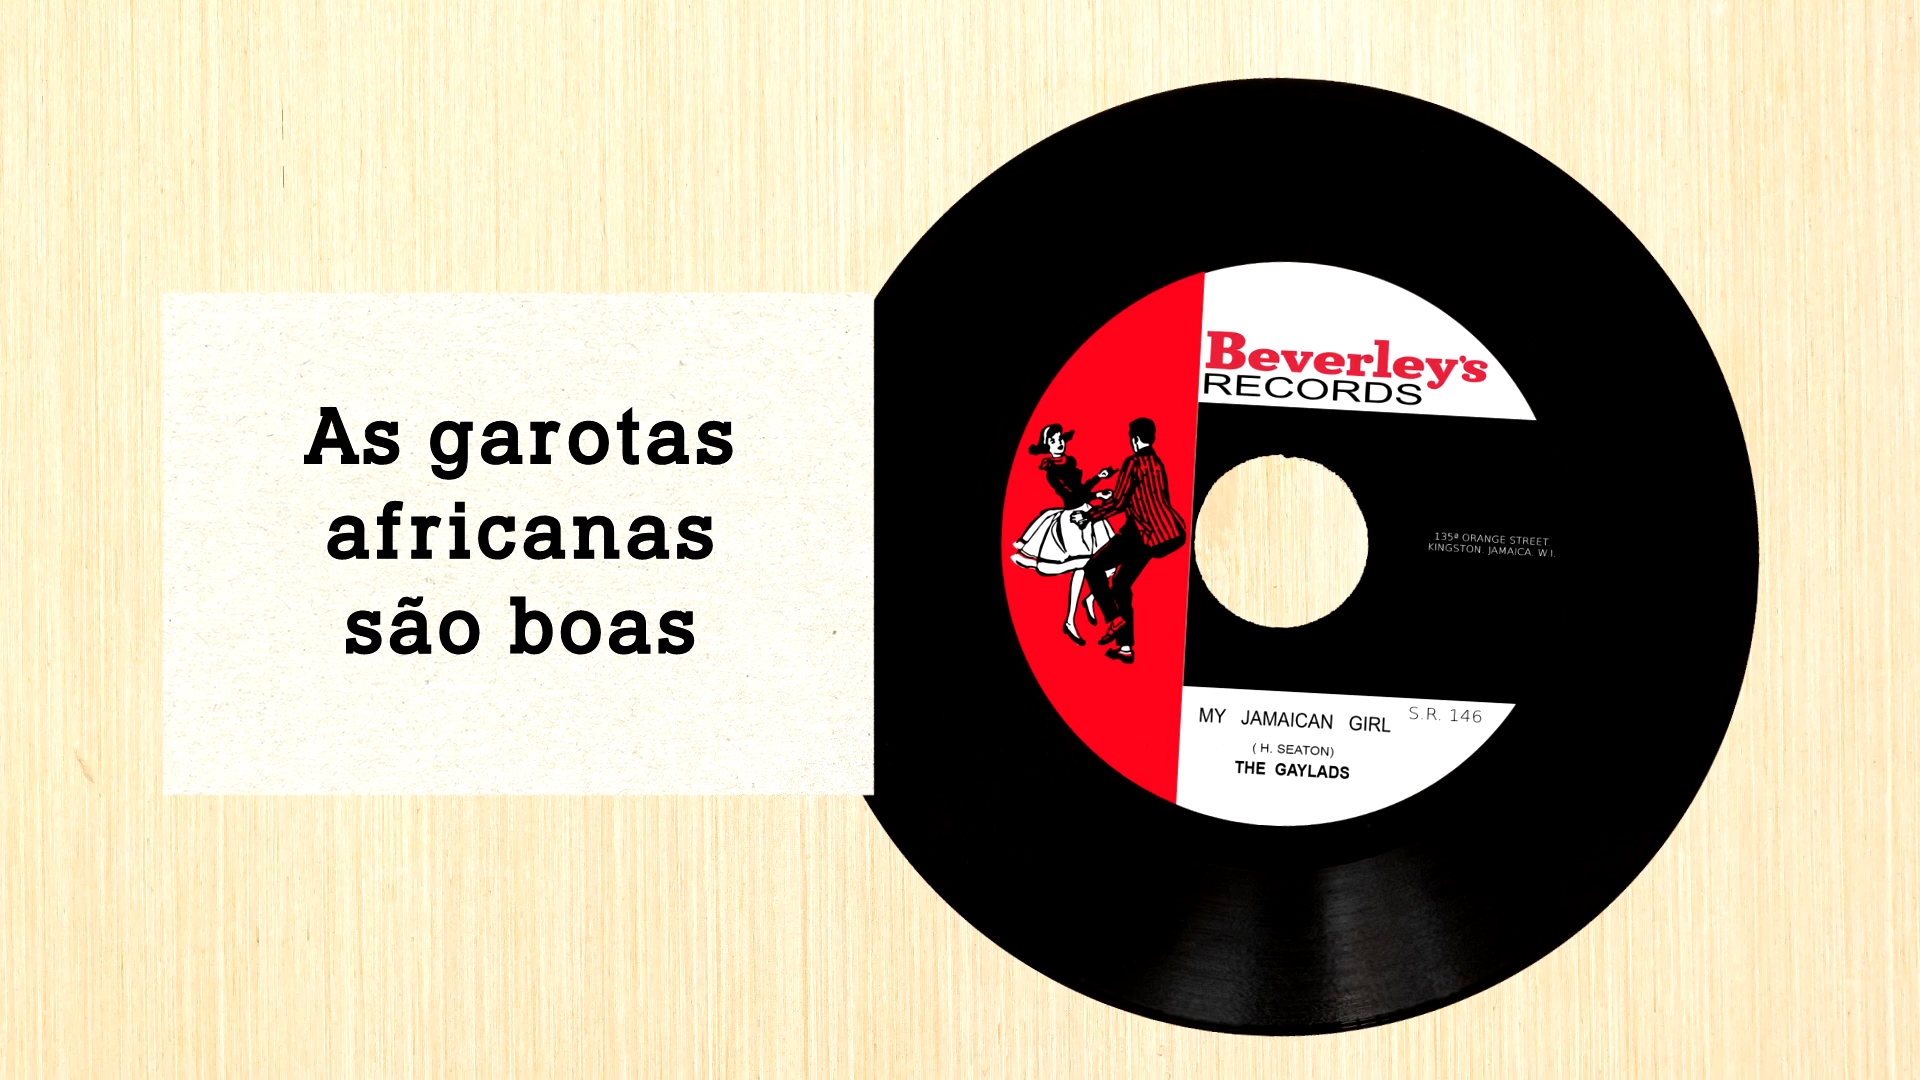 As garotas
africanas
são boas
Beverley's
RECORDS
135ª ORANGE STREET.
KINGSTON. JAMAICA. W.I.
MY JAMAICAN GIRL S.R. 146
( H. SEATON)
THE GAYLADS